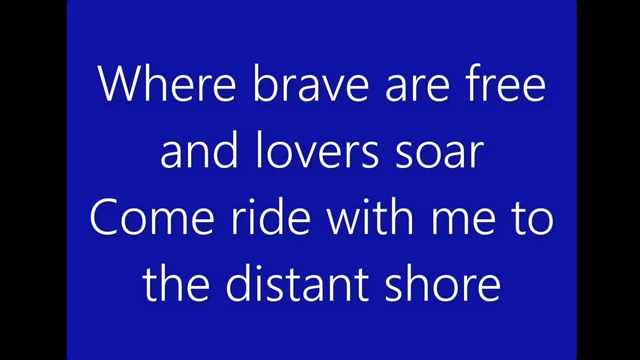 Where brave are free
and lovers soar
Come ride with me to
the distant shore